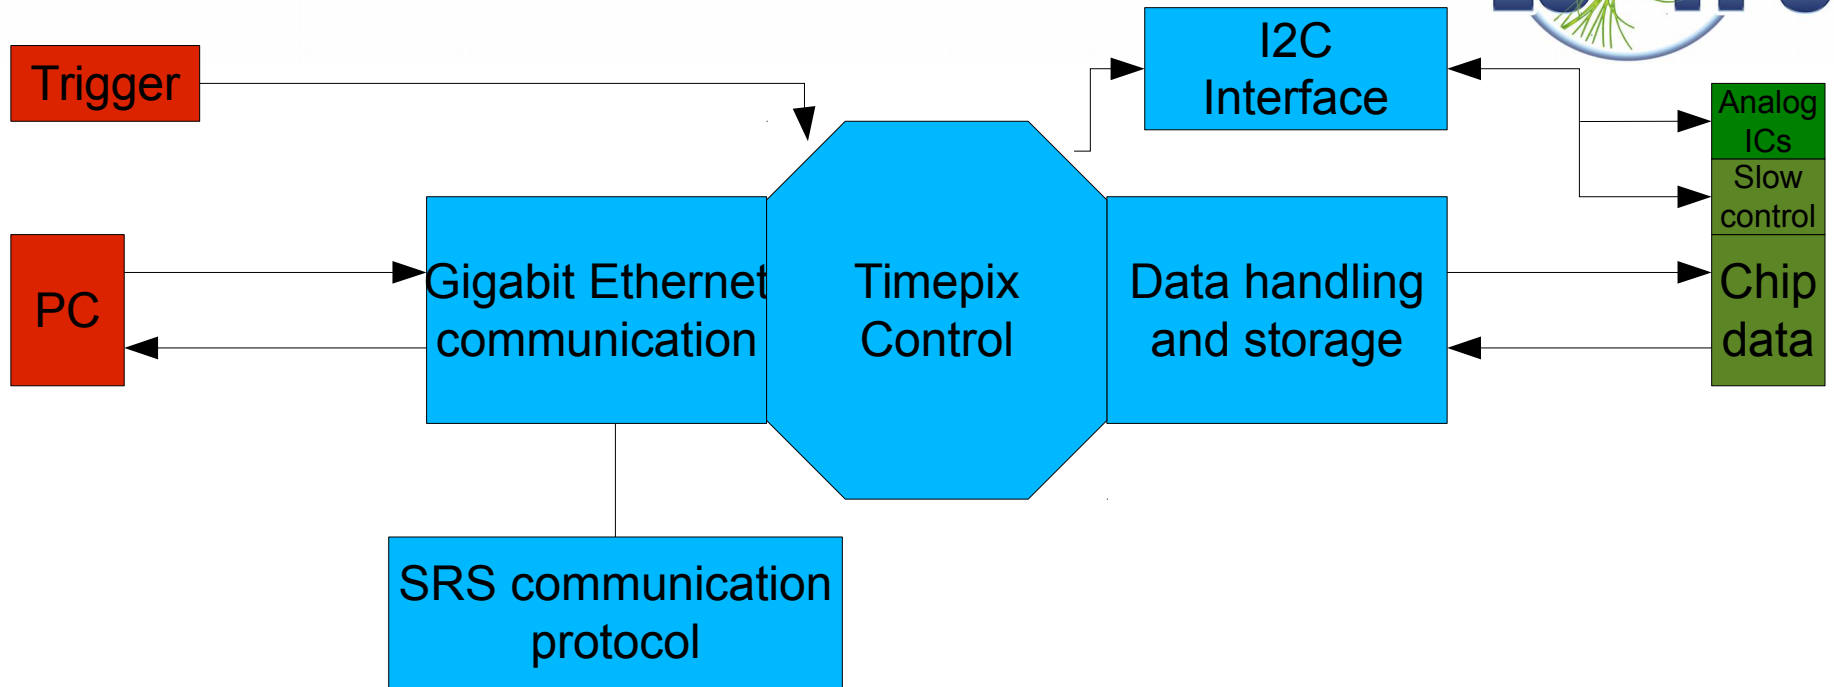 Trigger
I2C
Interface
Analog
ICs
Slow
control
PC
Gigabit Ethernet
communication
Timepix
Control
Data handling
and storage
Chip
data
SRS communication
protocol